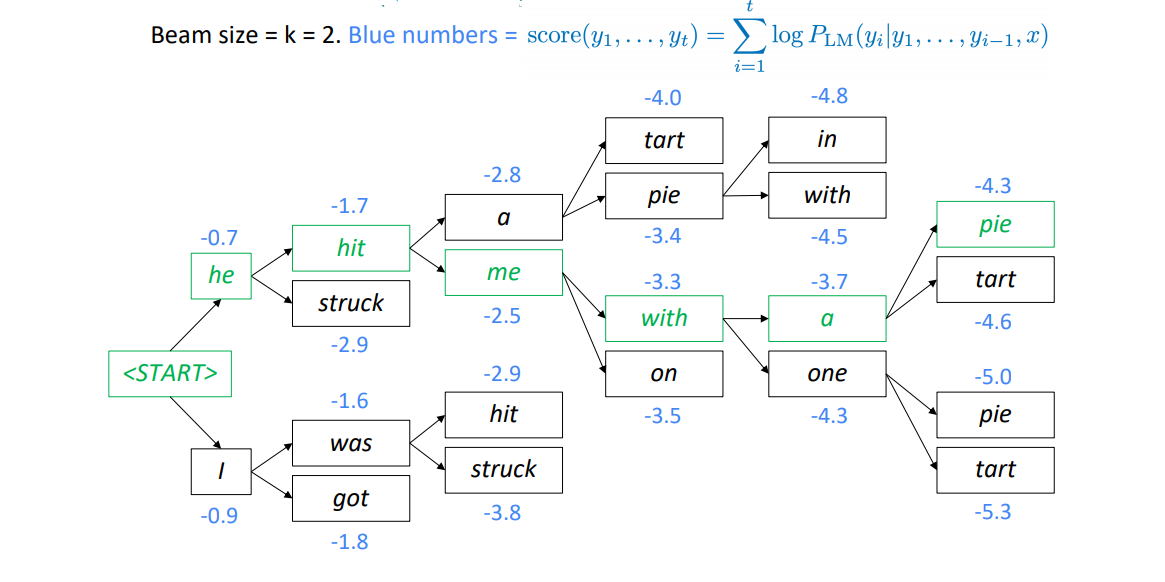 Beam size = k = 2. Blue numbers = score(y₁, . . . , yₜ) = ∑ᵢ₌₁ᵗ log P_LM(yᵢ|y₁, . . . , yᵢ₋₁, x)
-4.0
-4.8
tart
in
-2.8
-1.7
a
pie
with
-4.3
-0.7
hit
-3.4
-4.5
pie
he
me
-3.3
-3.7
tart
struck
-2.5
with
a
-4.6
-2.9
<START>
-2.9
on
one
-5.0
-1.6
hit
-3.5
-4.3
pie
was
I
struck
tart
got
-0.9
-3.8
-5.3
-1.8